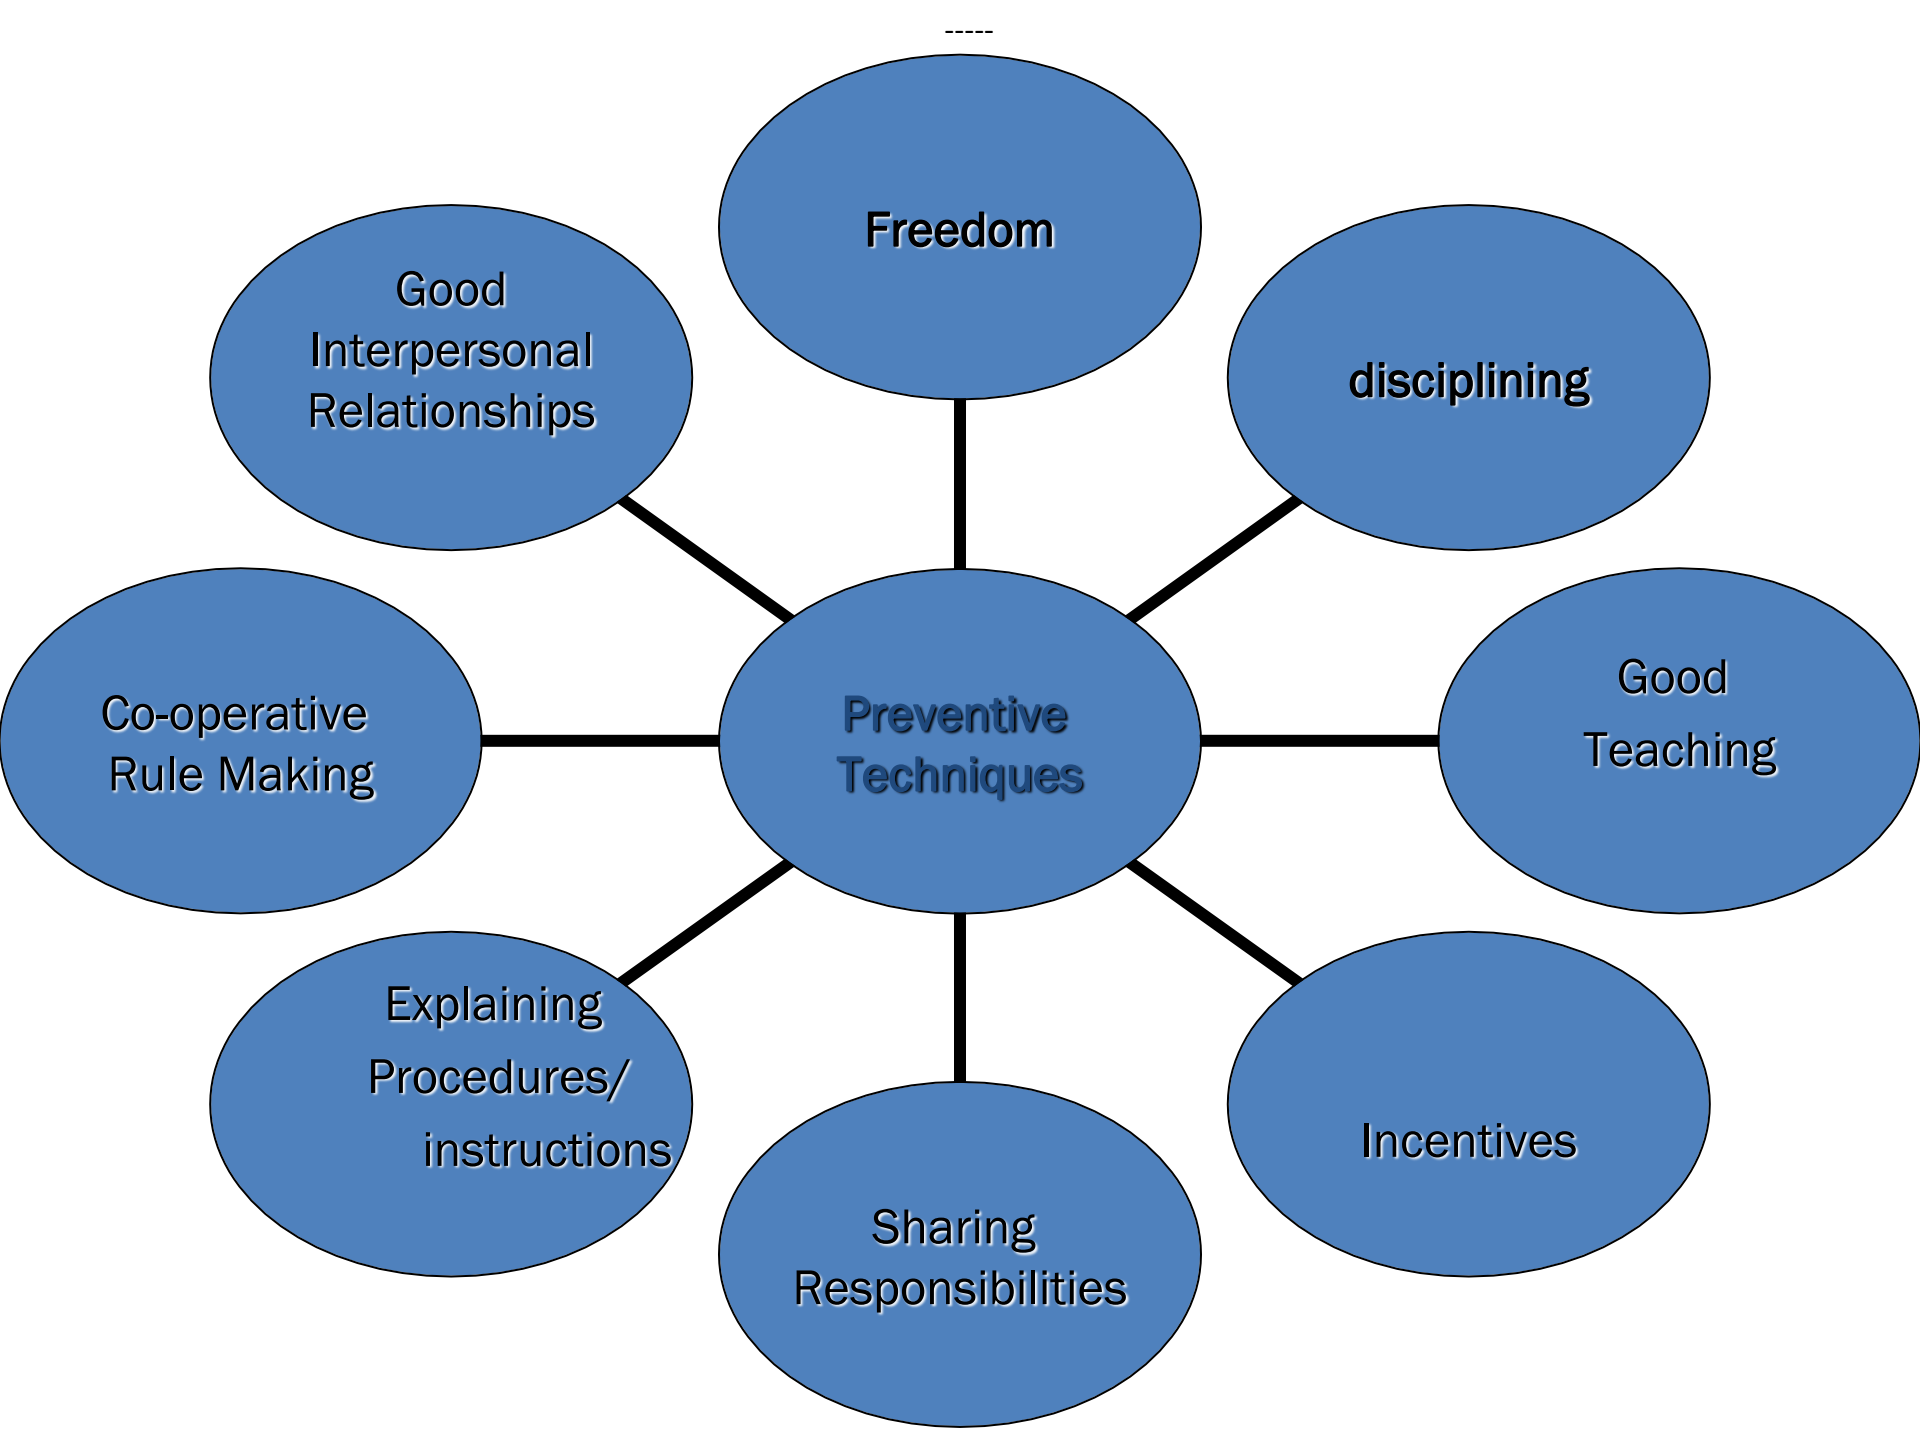 -----
Freedom
Good
Interpersonal
Relationships
disciplining
Co-operative
Rule Making
Preventive
Techniques
Good
Teaching
Explaining
Procedures/
instructions
Incentives
Sharing
Responsibilities